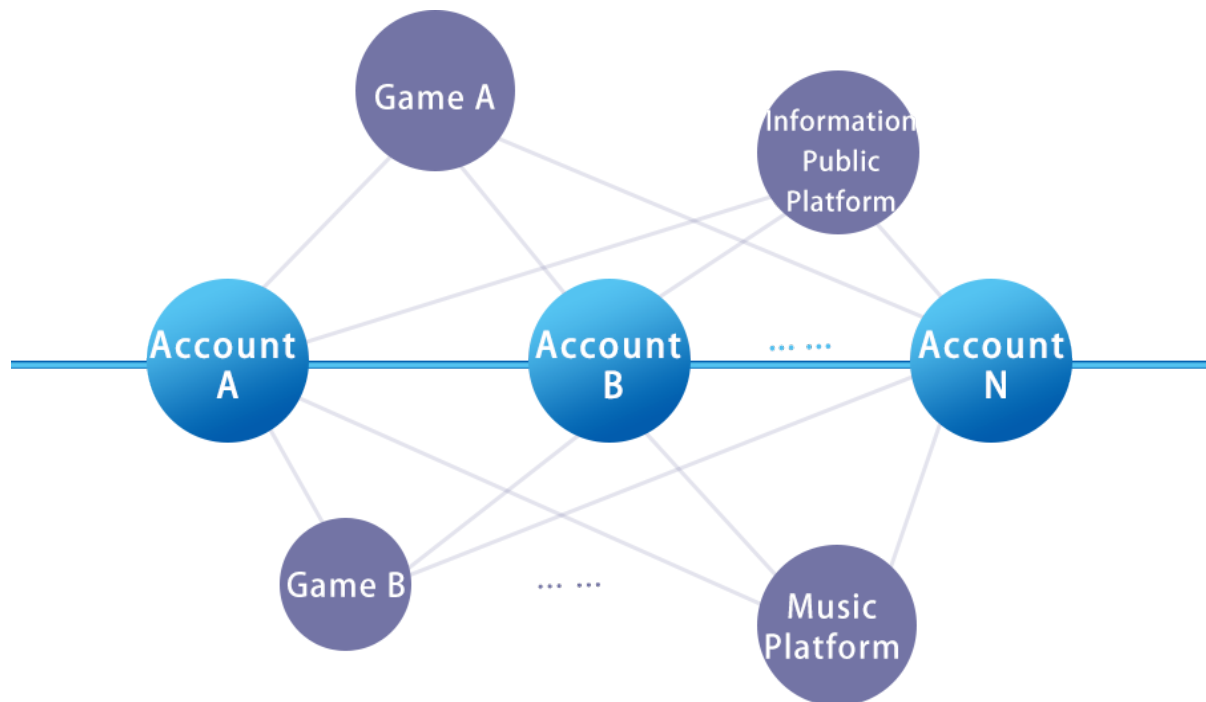 Game A
Information
Public
Platform
Account
A
Account
B
... ...
Account
N
Game B
... ...
Music
Platform